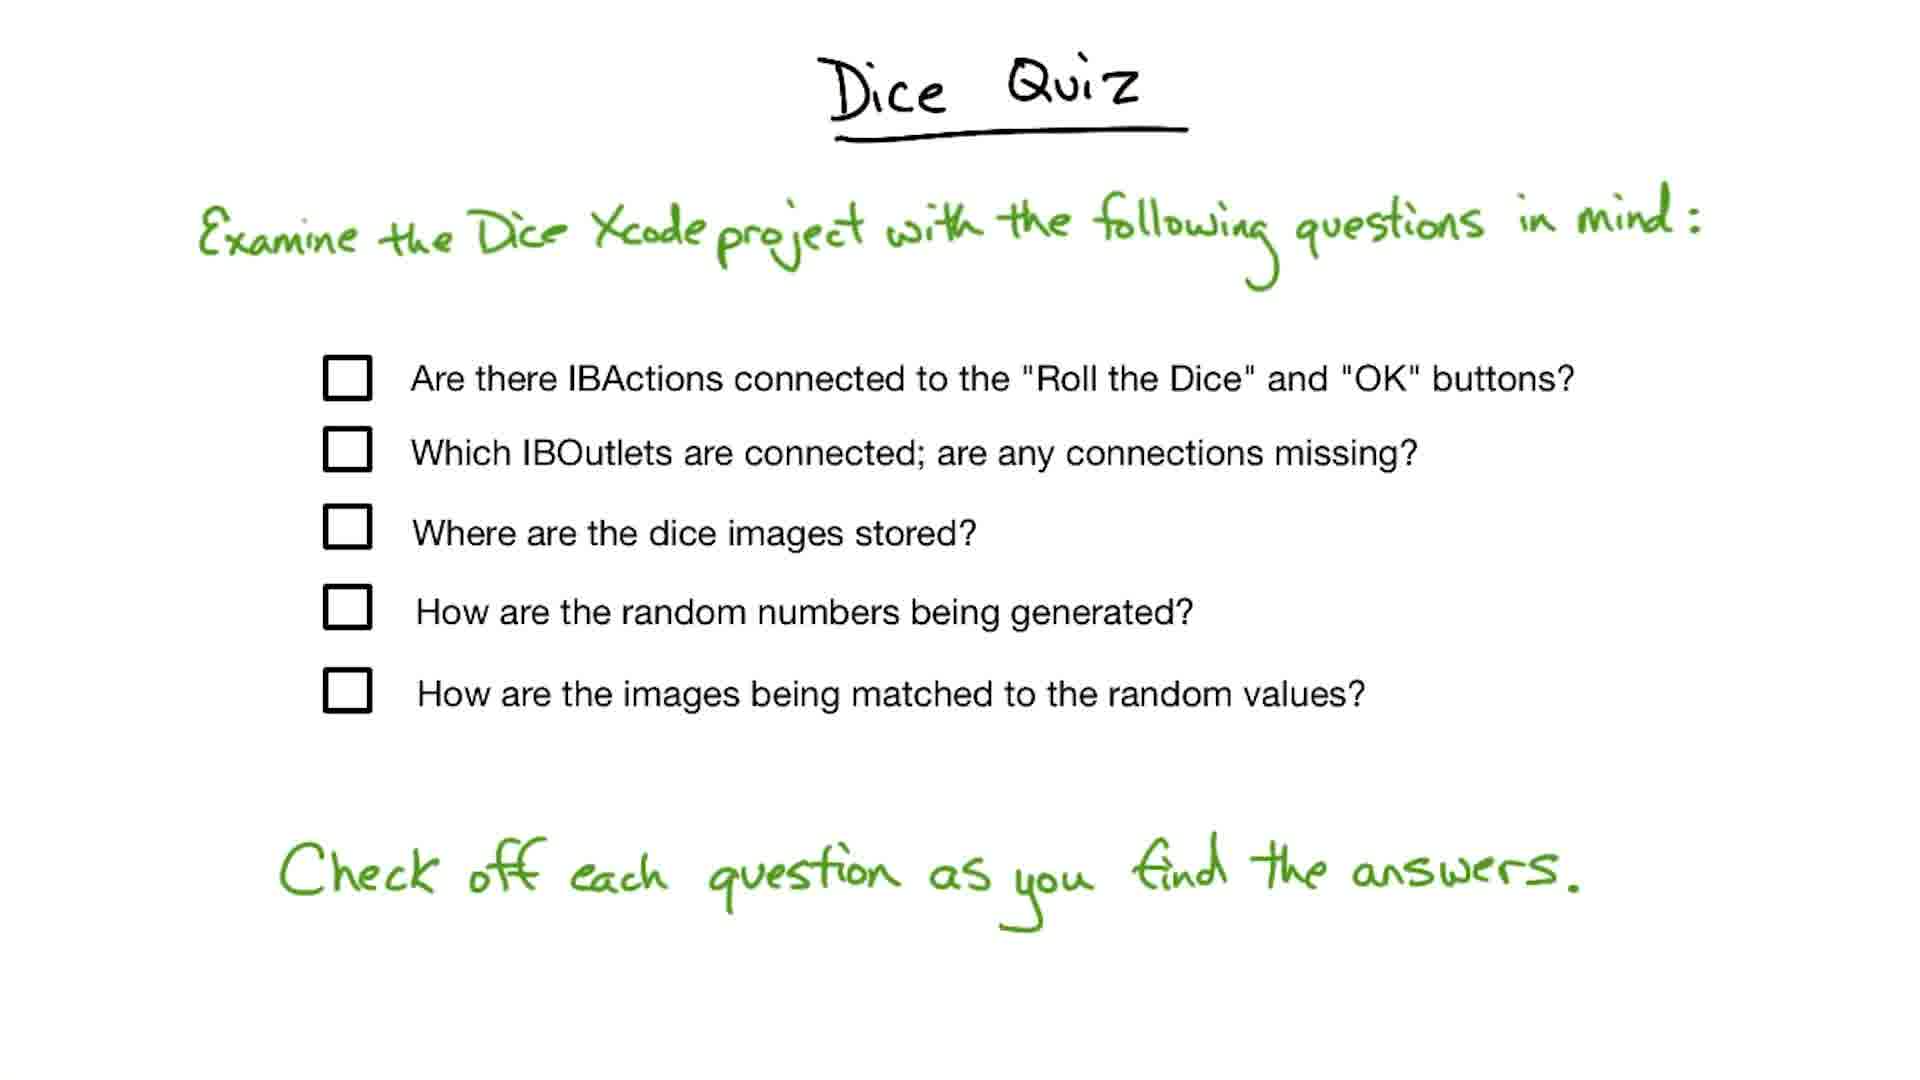 Dice Quiz
Examine the Dice Xcode project with the following questions in mind:
Are there IBActions connected to the "Roll the Dice" and "OK" buttons?
Which IBOutlets are connected; are any connections missing?
Where are the dice images stored?
How are the random numbers being generated?
How are the images being matched to the random values?
Check off each question as you find the answers.